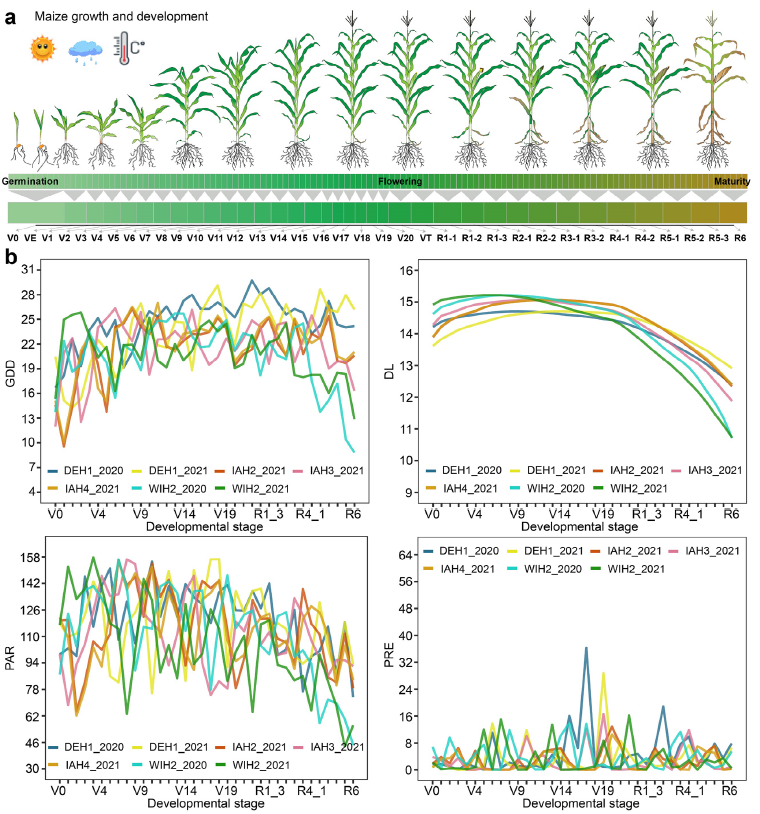 a Maize growth and development
C°
Germination Flowering Maturity
V0 VE V1 V2 V3 V4 V5 V6 V7 V8 V9 V10 V11 V12 V13 V14 V15 V16 V17 V18 V19 V20 VT R1-1 R1-2 R1-3 R2-1 R2-2 R3-1 R3-2 R4-1 R4-2 R5-1 R5-2 R5-3 R6
b
GDD
31
28
25
22
19
16
13
10
7
4
DEH1_2020 DEH1_2021 IAH2_2021 IAH3_2021
IAH4_2021 WIH2_2020 WIH2_2021
V0 V4 V9 V14 V19 R1_3 R4_1 R6
Developmental stage
DL
16
15
14
13
12
11
10
9
DEH1_2020 DEH1_2021 IAH2_2021 IAH3_2021
IAH4_2021 WIH2_2020 WIH2_2021
V0 V4 V9 V14 V19 R1_3 R4_1 R6
Developmental stage
PAR
158
142
126
110
94
78
62
46
30
DEH1_2020 DEH1_2021 IAH2_2021 IAH3_2021
IAH4_2021 WIH2_2020 WIH2_2021
V0 V4 V9 V14 V19 R1_3 R4_1 R6
Developmental stage
PRE
64
56
48
40
32
24
16
8
0
DEH1_2020 DEH1_2021 IAH2_2021 IAH3_2021
IAH4_2021 WIH2_2020 WIH2_2021
V0 V4 V9 V14 V19 R1_3 R4_1 R6
Developmental stage